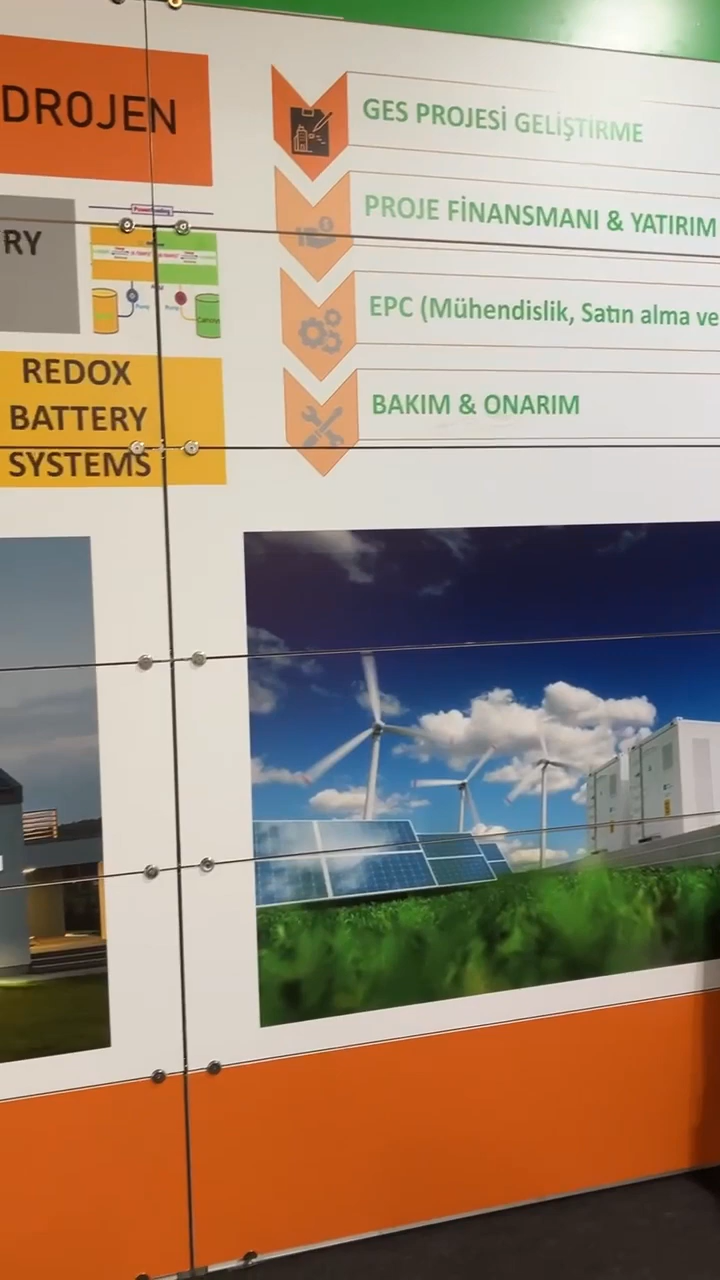 DROJEN
RY
REDOX
BATTERY
SYSTEMS
GES PROJESİ GELİŞTİRME
PROJE FİNANSMANI & YATIRIM
EPC (Mühendislik, Satın alma ve
BAKIM & ONARIM